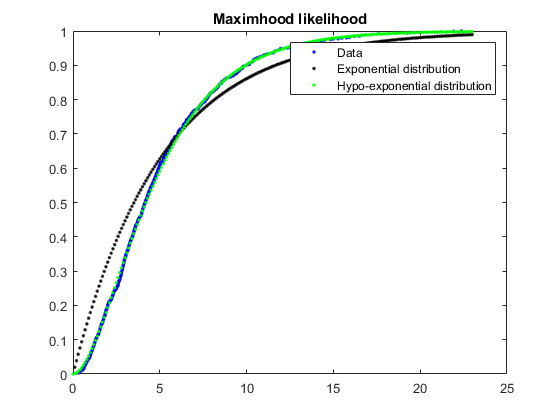 Maximhood likelihood
1
0.9
0.8
0.7
0.6
0.5
0.4
0.3
0.2
0.1
0
Data
Exponential distribution
Hypo-exponential distribution
0 5 10 15 20 25